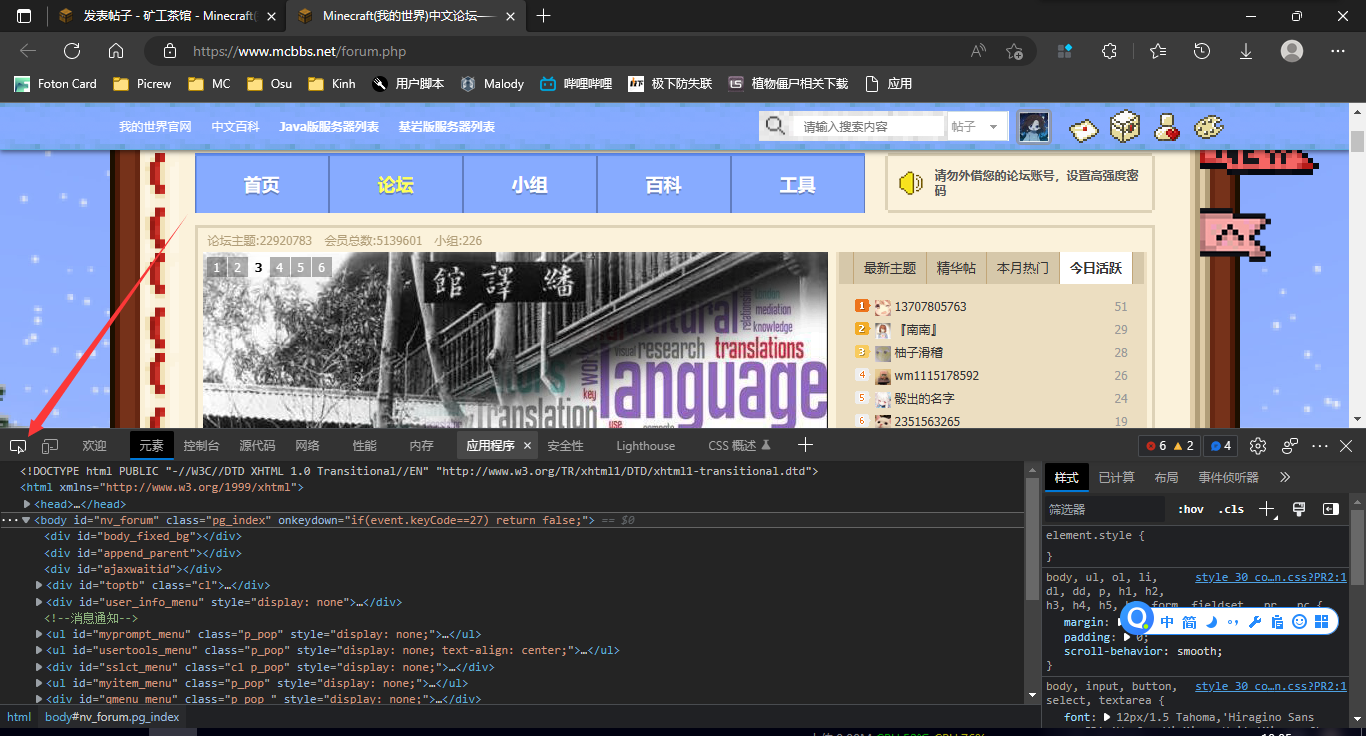 发表帖子 - 矿工茶馆 - Minecraft(
Minecraft(我的世界)中文论坛—
https://www.mcbbs.net/forum.php
Foton Card Picrew MC Osu Kinh 用户脚本 Malody 哔哩哔哩 极下防失联 植物僵尸相关下载 应用
我的世界官网 中文百科 Java版服务器列表 基岩版服务器列表 请输入搜索内容 帖子
首页 论坛 小组 百科 工具
请勿外借您的论坛账号，设置高强度密
码
论坛主题:22920783 会员总数:5139601 小组:226
1 2 3 4 5 6
館譯繙
cultural
relationship
mediation
knowledge
visual research translations
work
key
language
Translation
use
最新主题 精华帖 本月热门 今日活跃
1 13707805763 51
2 『南南』 29
3 柚子滑稽 28
4 wm1115178592 26
5 骰出的名字 24
6 2351563265 19
欢迎 元素 控制台 源代码 网络 性能 内存 应用程序 安全性 Lighthouse CSS 概述 6 2 4
<!DOCTYPE html PUBLIC "-//W3C//DTD XHTML 1.0 Transitional//EN" "http://www.w3.org/TR/xhtml1/DTD/xhtml1-transitional.dtd">
<html xmlns="http://www.w3.org/1999/xhtml">
<head>…</head>
<body id="nv_forum" class="pg_index" onkeydown="if(event.keyCode==27) return false;"> == $0
<div id="body_fixed_bg"></div>
<div id="append_parent"></div>
<div id="ajaxwaitid"></div>
<div id="toptb" class="cl">…</div>
<div id="user_info_menu" style="display: none">…</div>
<!--消息通知-->
<ul id="myprompt_menu" class="p_pop" style="display: none;">…</ul>
<ul id="usertools_menu" class="p_pop" style="display: none; text-align: center;">…</ul>
<div id="sslct_menu" class="cl p_pop" style="display: none;">…</div>
<ul id="myitem_menu" class="p_pop" style="display: none;">…</ul>
<div id="qmenu_menu" class="p_pop " style="display: none;">…</div>
html body#nv_forum.pg_index
样式 已计算 布局 事件侦听器
筛选器 :hov .cls
element.style {
}
body, ul, ol, li, style_30_co…n.css?PR2:1
dl, dd, p, h1, h2,
h3, h4, h5, form, fieldset, pr pc {
margin:
中 简
padding: 0;
scroll-behavior: smooth;
}
body, input, button, style_30_co…n.css?PR2:1
select, textarea {
font: 12px/1.5 Tahoma,'Hiragino Sans